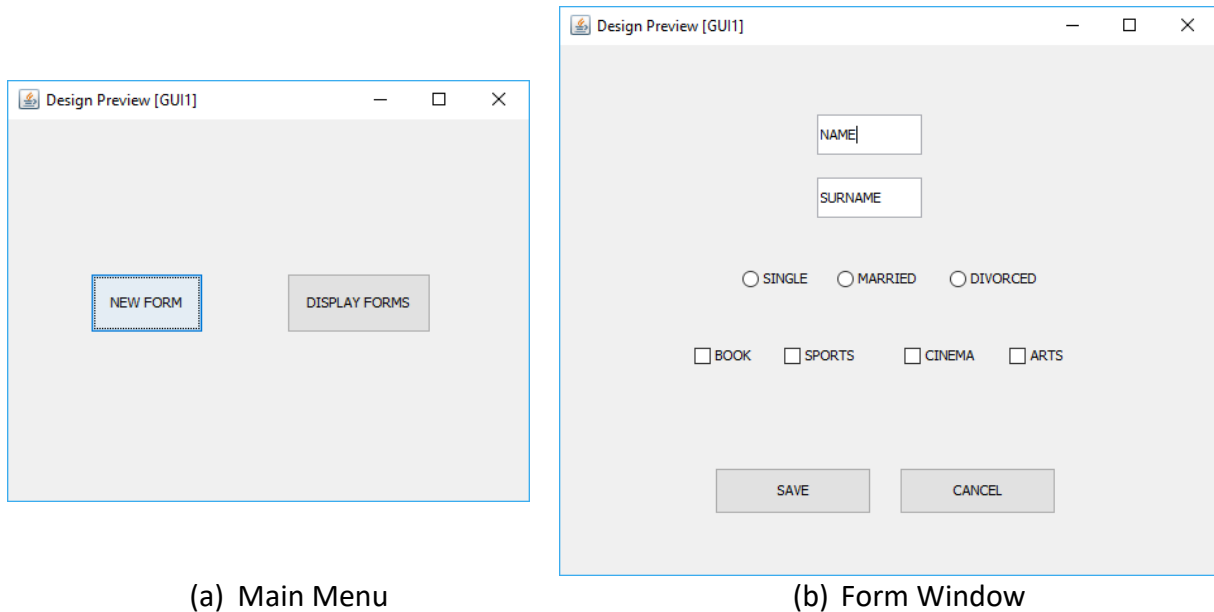 Design Preview [GUI1]
NEW FORM
DISPLAY FORMS
(a) Main Menu
Design Preview [GUI1]
NAME
SURNAME
SINGLE MARRIED DIVORCED
BOOK SPORTS CINEMA ARTS
SAVE CANCEL
(b) Form Window